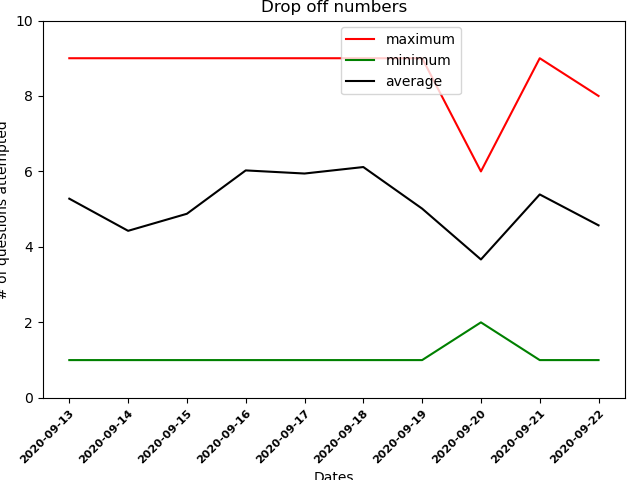 Drop off numbers
maximum
minimum
average
# of questions attempted
10
8
6
4
2
0
2020-09-13
2020-09-14
2020-09-15
2020-09-16
2020-09-17
2020-09-18
2020-09-19
2020-09-20
2020-09-21
2020-09-22
Dates